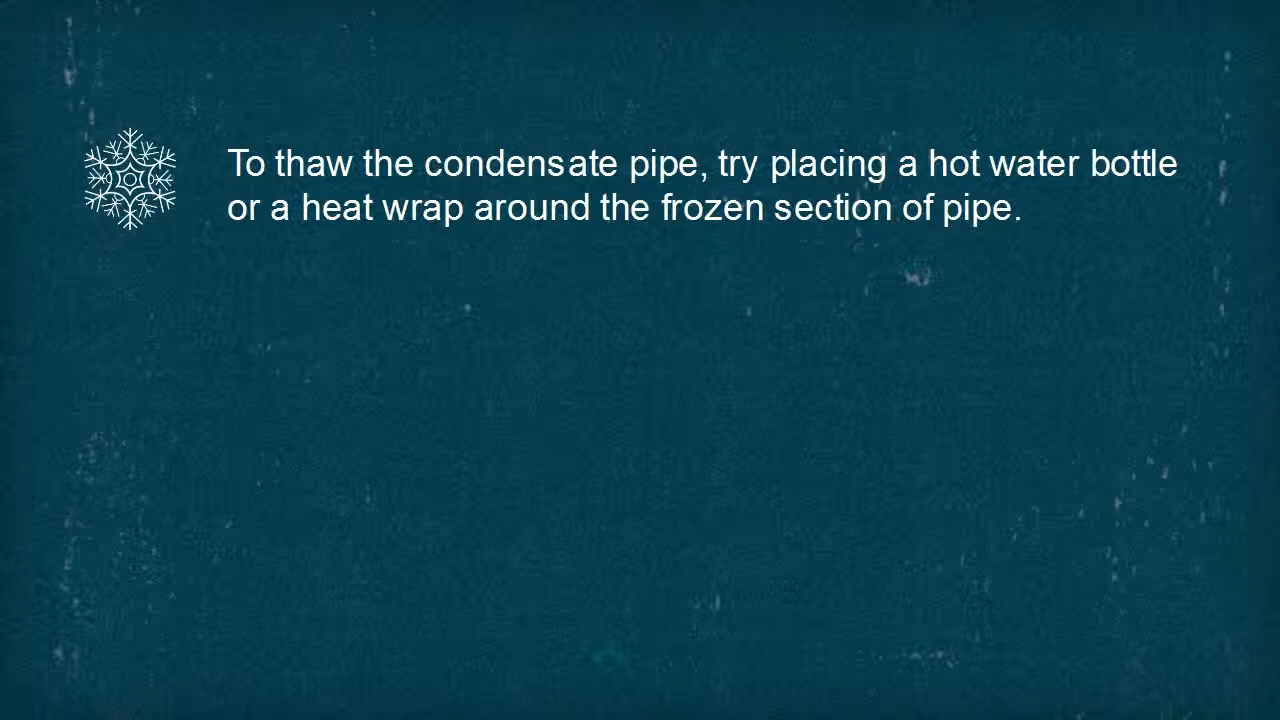 To thaw the condensate pipe, try placing a hot water bottle
or a heat wrap around the frozen section of pipe.